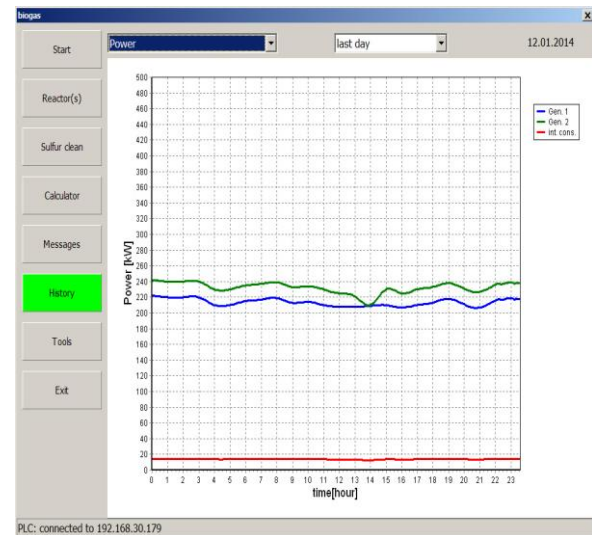 biogas
Start
Power
last day
12.01.2014
Reactor(s)
Sulfur clean
Calculator
Messages
History
Tools
Exit
500
480
460
440
420
400
380
360
340
320
300
280
260
240
220
200
180
160
140
120
100
80
60
40
20
0
Power [kW]
0 1 2 3 4 5 6 7 8 9 10 11 12 13 14 15 16 17 18 19 20 21 22 23
time[hour]
Gen. 1
Gen. 2
int. cons.
PLC: connected to 192.168.30.179